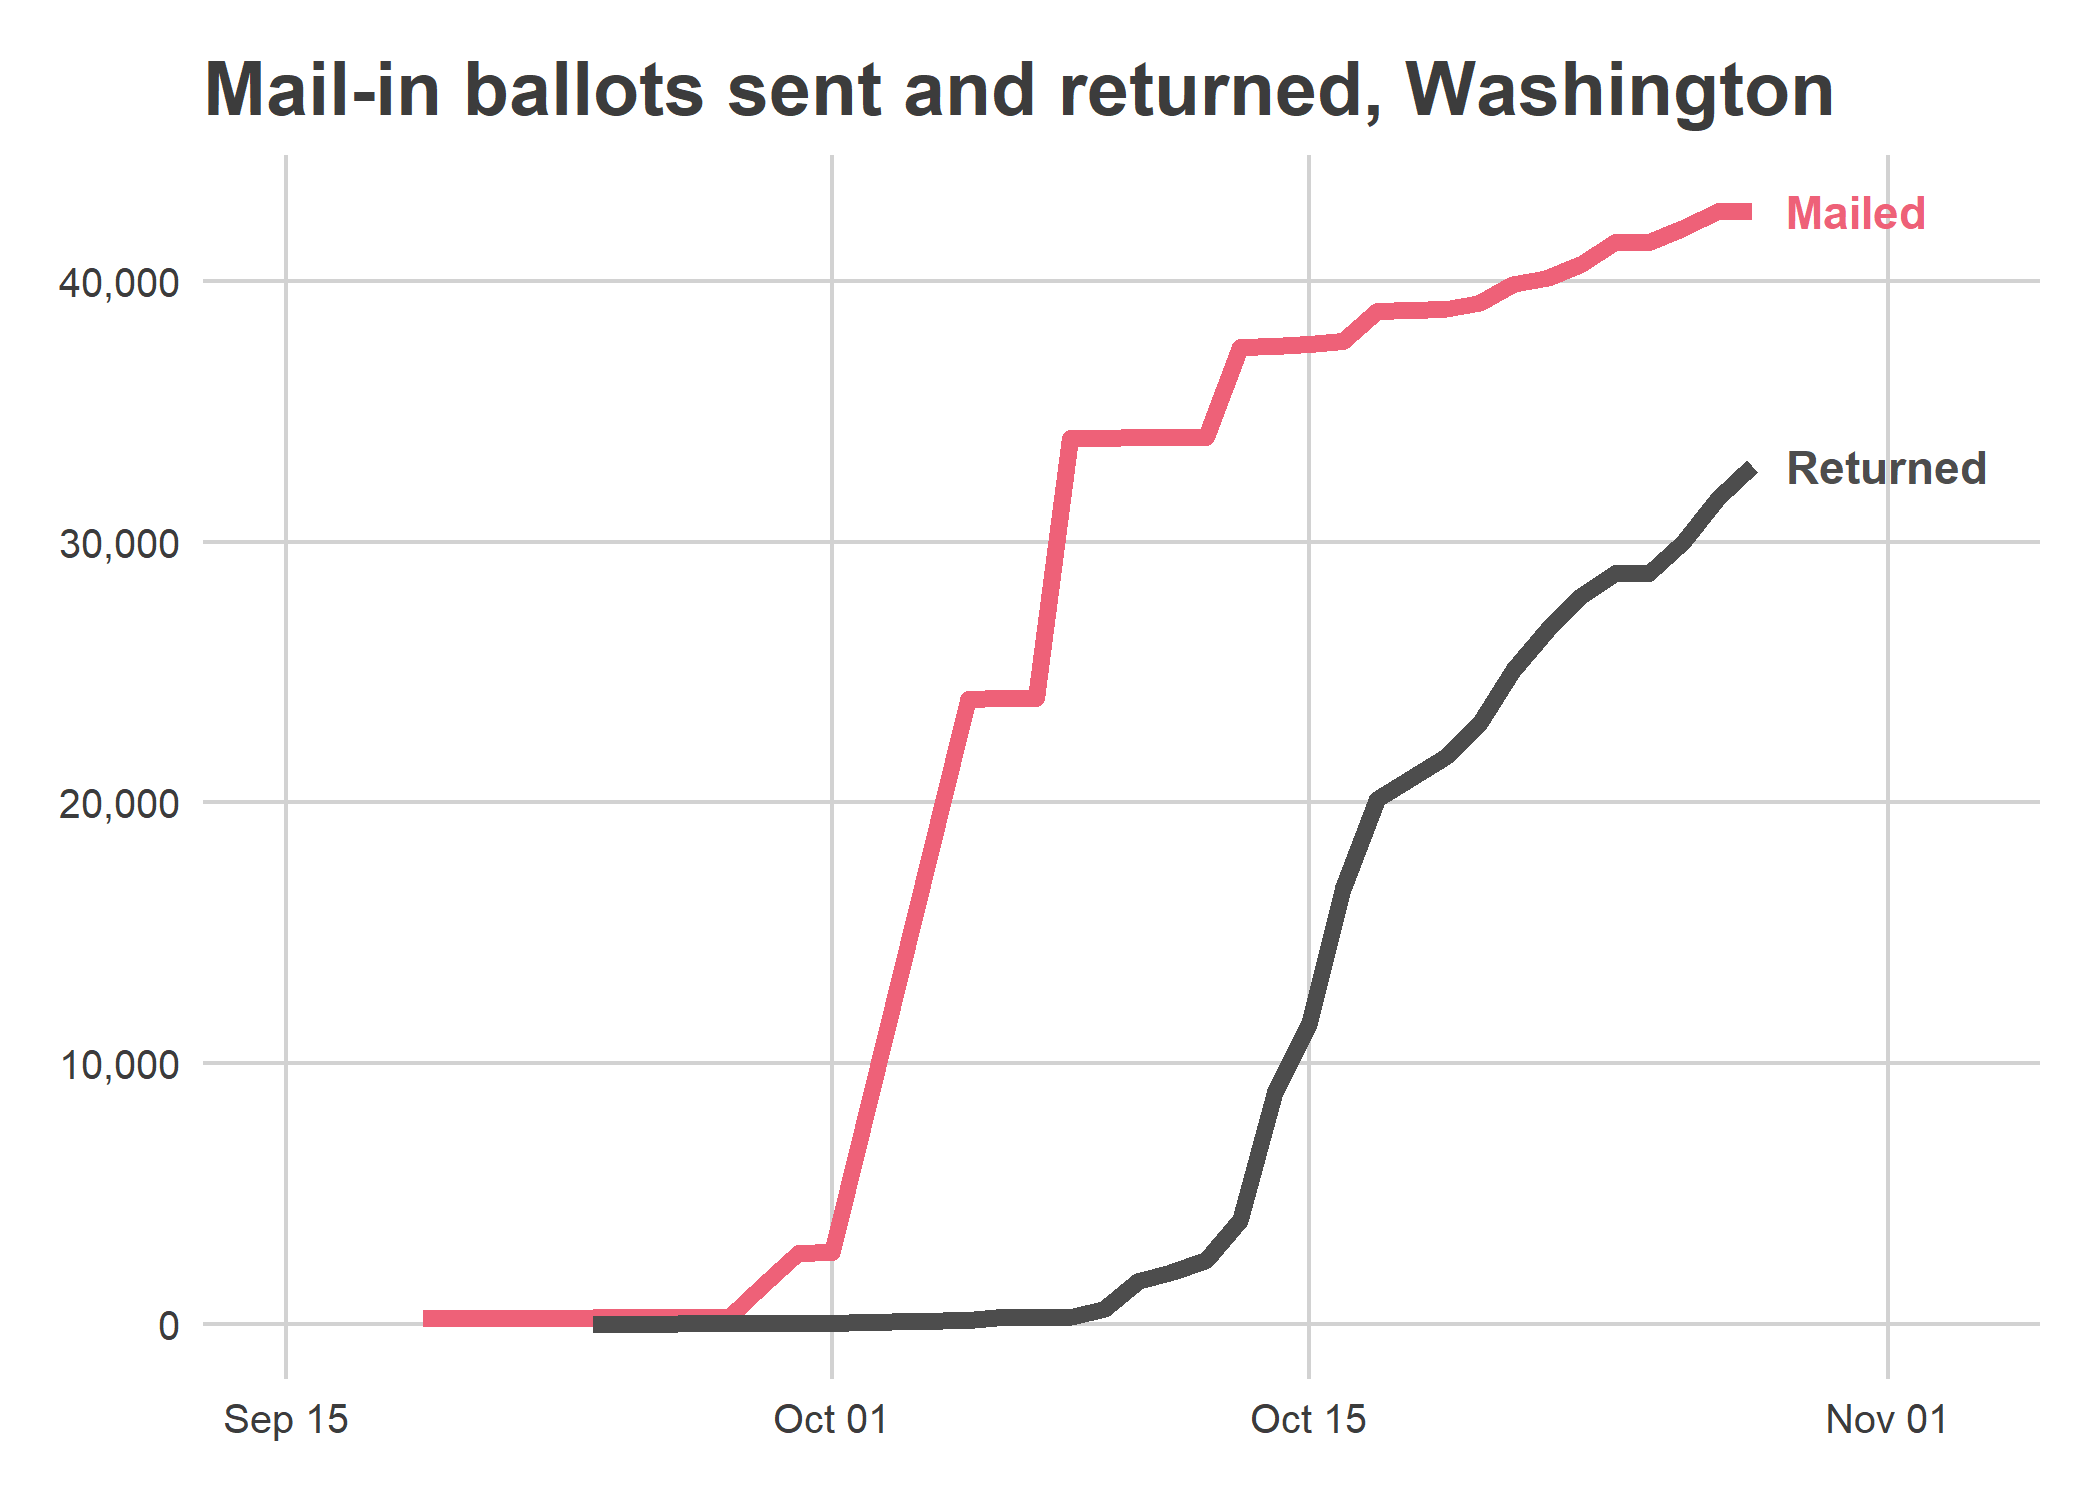 Mail-in ballots sent and returned, Washington
Mailed
40,000
Returned
30,000
20,000
10,000
0
Sep 15
Oct 01
Oct 15
Nov 01